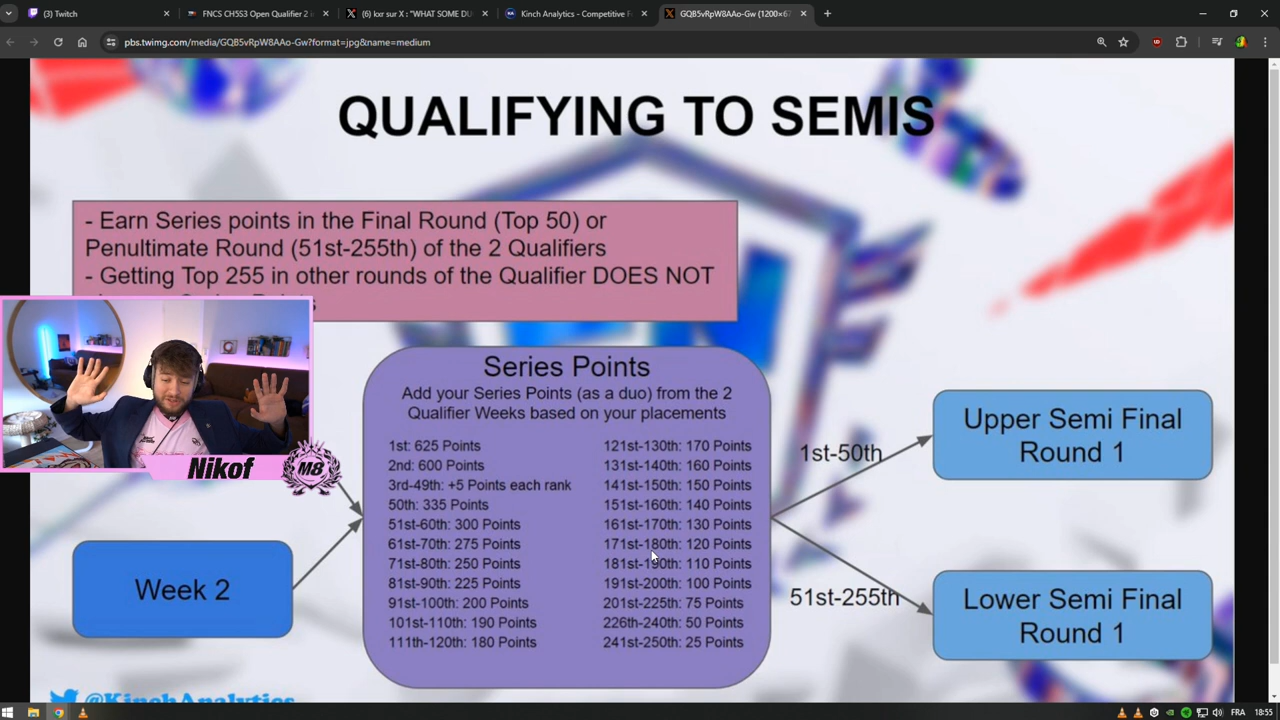 (3) Twitch
FNCS CH5S3 Open Qualifier 2 i
(6) lxr sur X : "WHAT SOME DU
Kinch Analytics - Competitive F
GQB5vRpW8AAo-Gw (1200×67
pbs.twimg.com/media/GQB5vRpW8AAo-Gw?format=jpg&name=medium
QUALIFYING TO SEMIS
- Earn Series points in the Final Round (Top 50) or
Penultimate Round (51st-255th) of the 2 Qualifiers
- Getting Top 255 in other rounds of the Qualifier DOES NOT
Series Points
Add your Series Points (as a duo) from the 2
Qualifier Weeks based on your placements
1st: 625 Points
2nd: 600 Points
3rd-49th: +5 Points each rank
50th: 335 Points
51st-60th: 300 Points
61st-70th: 275 Points
71st-80th: 250 Points
81st-90th: 225 Points
91st-100th: 200 Points
101st-110th: 190 Points
111th-120th: 180 Points
121st-130th: 170 Points
131st-140th: 160 Points
141st-150th: 150 Points
151st-160th: 140 Points
161st-170th: 130 Points
171st-180th: 120 Points
181st-190th: 110 Points
191st-200th: 100 Points
201st-225th: 75 Points
226th-240th: 50 Points
241st-250th: 25 Points
1st-50th
Upper Semi Final
Round 1
51st-255th
Lower Semi Final
Round 1
Week 2
Nikof
M8
@KinchAnalytics
FRA
18:55